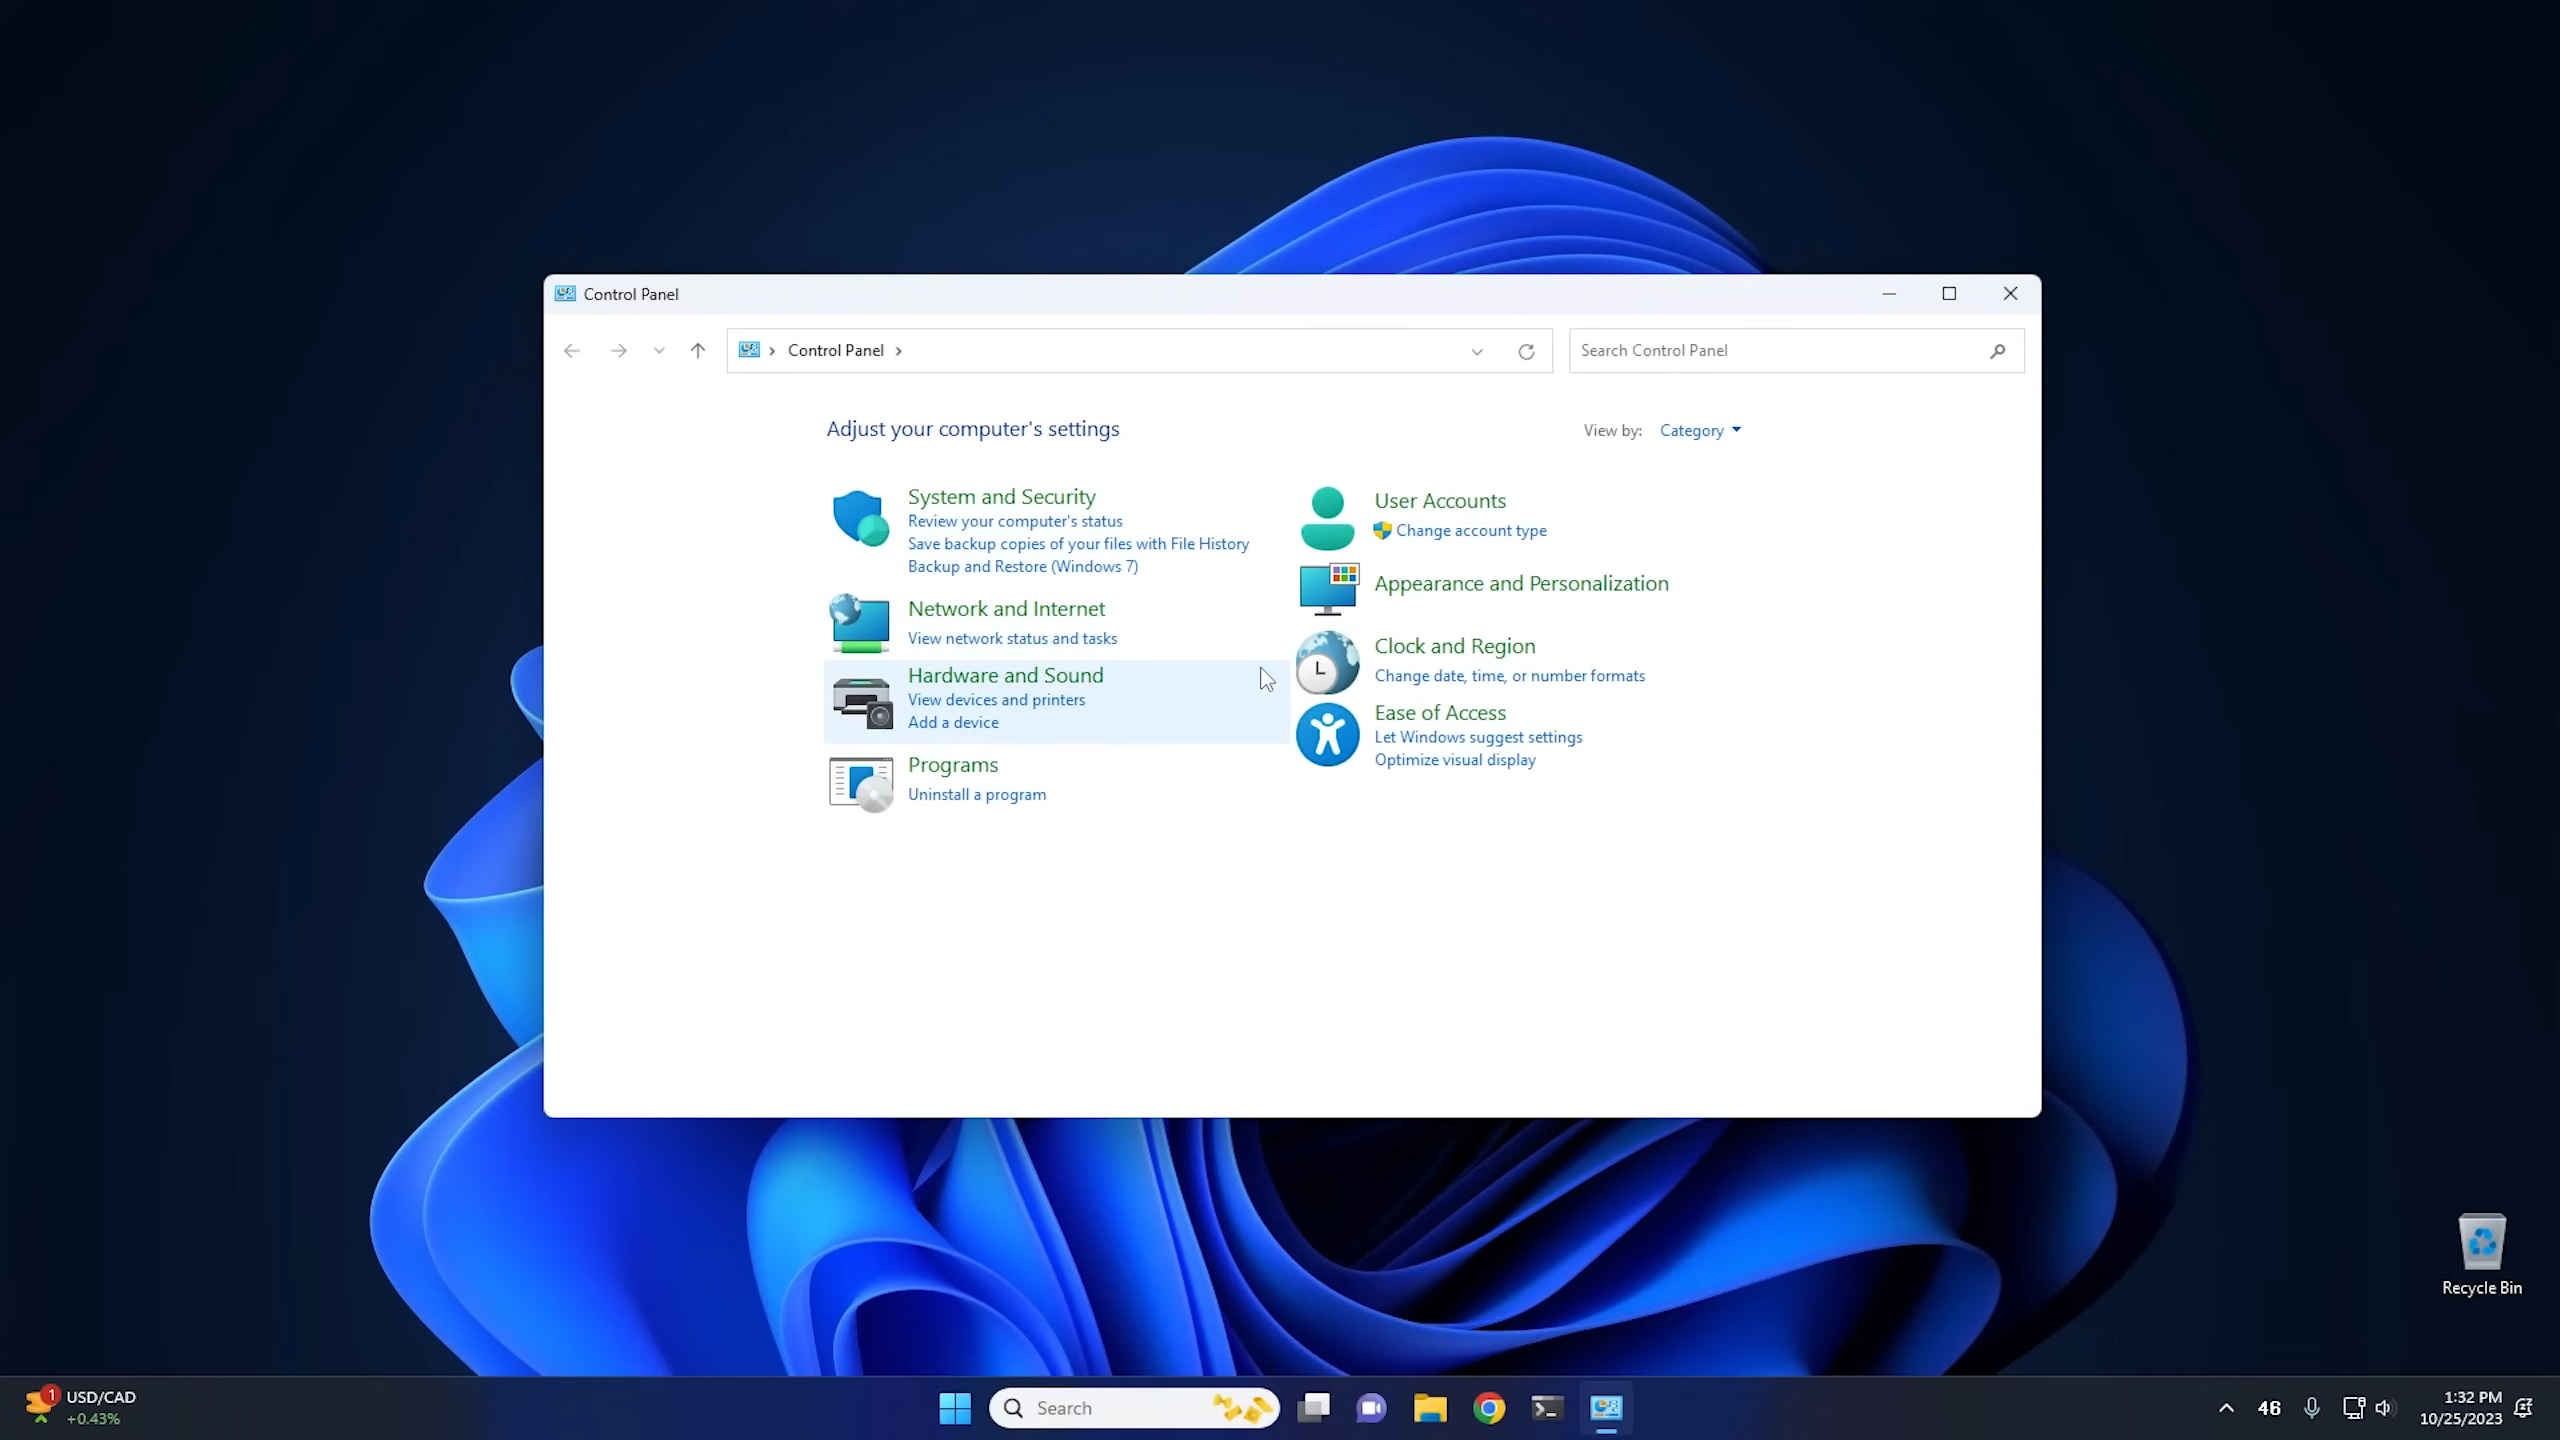 Control Panel
Control Panel
Search Control Panel
Adjust your computer's settings
View by: Category
System and Security
Review your computer's status
Save backup copies of your files with File History
Backup and Restore (Windows 7)
Network and Internet
View network status and tasks
Hardware and Sound
View devices and printers
Add a device
Programs
Uninstall a program
User Accounts
Change account type
Appearance and Personalization
Clock and Region
Change date, time, or number formats
Ease of Access
Let Windows suggest settings
Optimize visual display
Recycle Bin
1
USD/CAD
+0.43%
Search
46
1:32 PM
10/25/2023